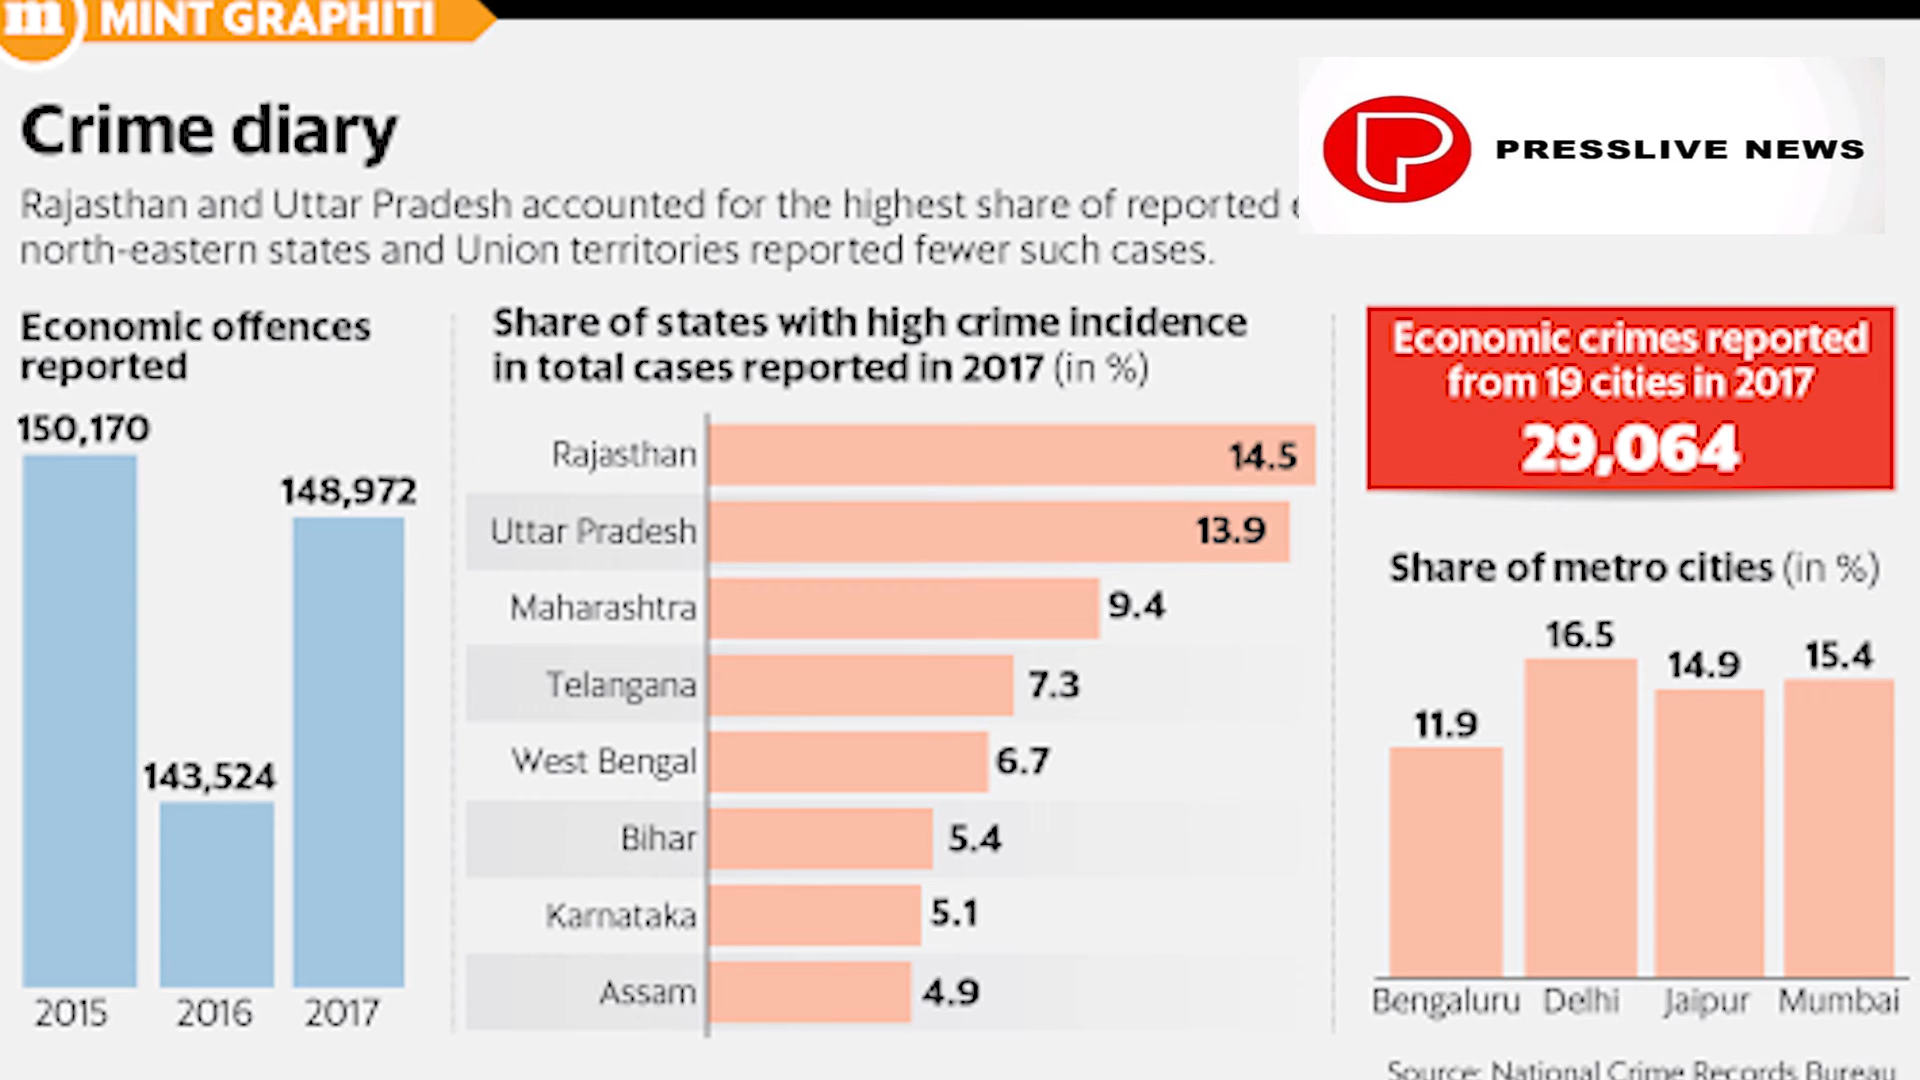 m MINT GRAPHITI
PRESSLIVE NEWS
Crime diary
Rajasthan and Uttar Pradesh accounted for the highest share of reported
north-eastern states and Union territories reported fewer such cases.
Economic offences
reported
150,170
143,524
148,972
2015 2016 2017
Share of states with high crime incidence
in total cases reported in 2017 (in %)
Rajasthan 14.5
Uttar Pradesh 13.9
Maharashtra 9.4
Telangana 7.3
West Bengal 6.7
Bihar 5.4
Karnataka 5.1
Assam 4.9
Economic crimes reported
from 19 cities in 2017
29,064
Share of metro cities (in %)
11.9 16.5 14.9 15.4
Bengaluru Delhi Jaipur Mumbai
Source: National Crime Records Bureau